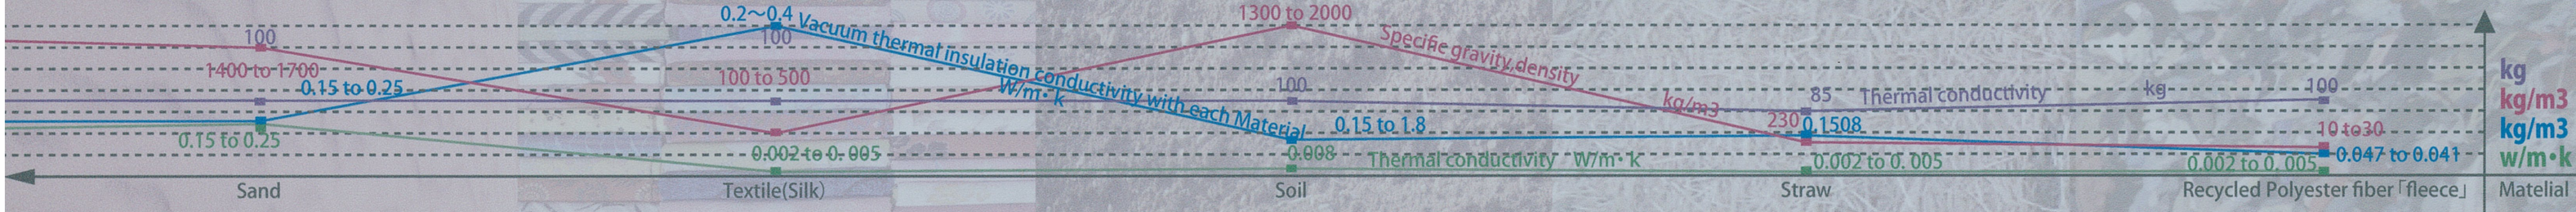 0.2〜0.4
1300 to 2000
100
100
Vacuum thermal insulation conductivity with each Material
W/m・k
Specific gravity,density
kg/m3
1400 to 1700
0.15 to 0.25
100 to 500
100
85
Thermal conductivity
kg
100
kg
kg/m3
kg/m3
w/m・k
230
0.1508
0.15 to 1.8
10 to30
0.15 to 0.25
0.002 to 0. 005
0.008
Thermal conductivity W/m・k
0.002 to 0. 005
0.002 to 0. 005
0.047 to 0.041
Sand
Textile(Silk)
Soil
Straw
Recycled Polyester fiber「fleece」
Matelial